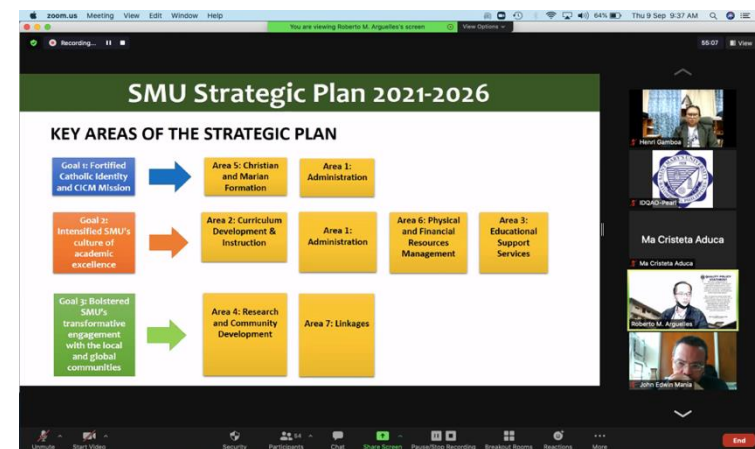 zoom.us Meeting View Edit Window Help
64% Thu 9 Sep 9:37 AM
You are viewing Roberto M. Arguelles's screen View Options
Recording...
56:07 View
SMU Strategic Plan 2021-2026
KEY AREAS OF THE STRATEGIC PLAN
Goal 1: Fortified
Catholic Identity
and CICM Mission
Area 5: Christian
and Marian
Formation
Area 1:
Administration
Goal 2:
Intensified SMU's
culture of
academic
excellence
Area 2: Curriculum
Development &
Instruction
Area 1:
Administration
Area 6: Physical
and Financial
Resources
Management
Area 3:
Educational
Support
Services
Goal 3: Bolstered
SMU's
transformative
engagement
with the local
and global
communities
Area 4: Research
and Community
Development
Area 7: Linkages
Henri Gamboa
IDQAO-Pearl
Ma Cristeta Aduca
Ma Cristeta Aduca
Roberto M. Arguelles
John Edwin Mania
Unmute Start Video Security Participants 54 Chat Share Screen Pause/Stop Recording Breakout Rooms Reactions More End